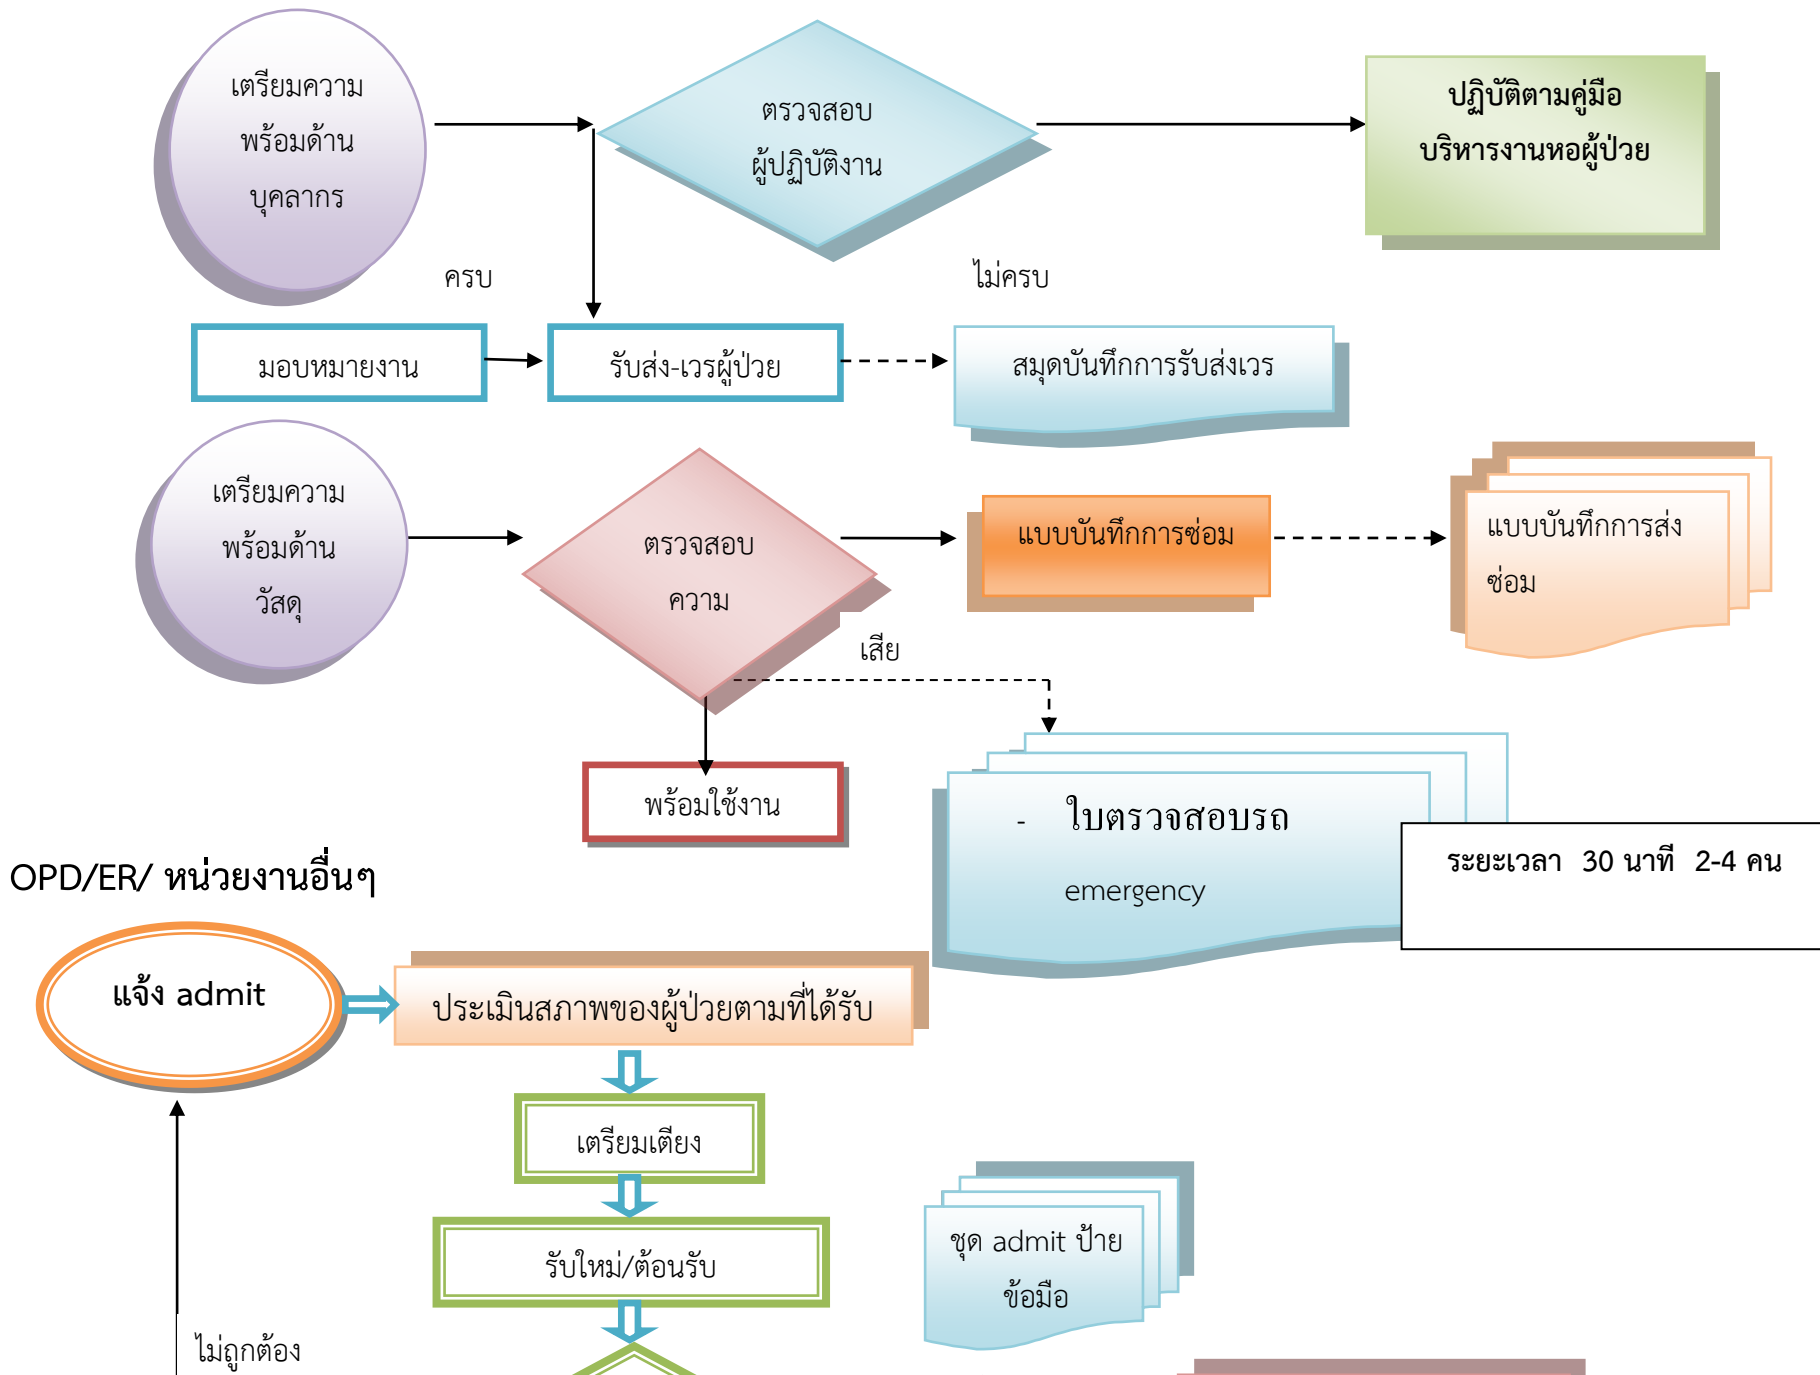 เตรียมความ
พร้อมด้าน
บุคลากร
ตรวจสอบ
ผู้ปฏิบัติงาน
ปฏิบัติตามคู่มือ
บริหารงานหอผู้ป่วย
ครบ
ไม่ครบ
มอบหมายงาน
รับส่ง-เวรผู้ป่วย
สมุดบันทึกการรับส่งเวร
เตรียมความ
พร้อมด้าน
วัสดุ
ตรวจสอบ
ความ
แบบบันทึกการซ่อม
แบบบันทึกการส่ง
ซ่อม
เสีย
พร้อมใช้งาน
- ใบตรวจสอบรถ
emergency
ระยะเวลา 30 นาที 2-4 คน
OPD/ER/ หน่วยงานอื่นๆ
แจ้ง admit
ประเมินสภาพของผู้ป่วยตามที่ได้รับ
เตรียมเตียง
รับใหม่/ต้อนรับ
ชุด admit ป้าย
ข้อมือ
ไม่ถูกต้อง